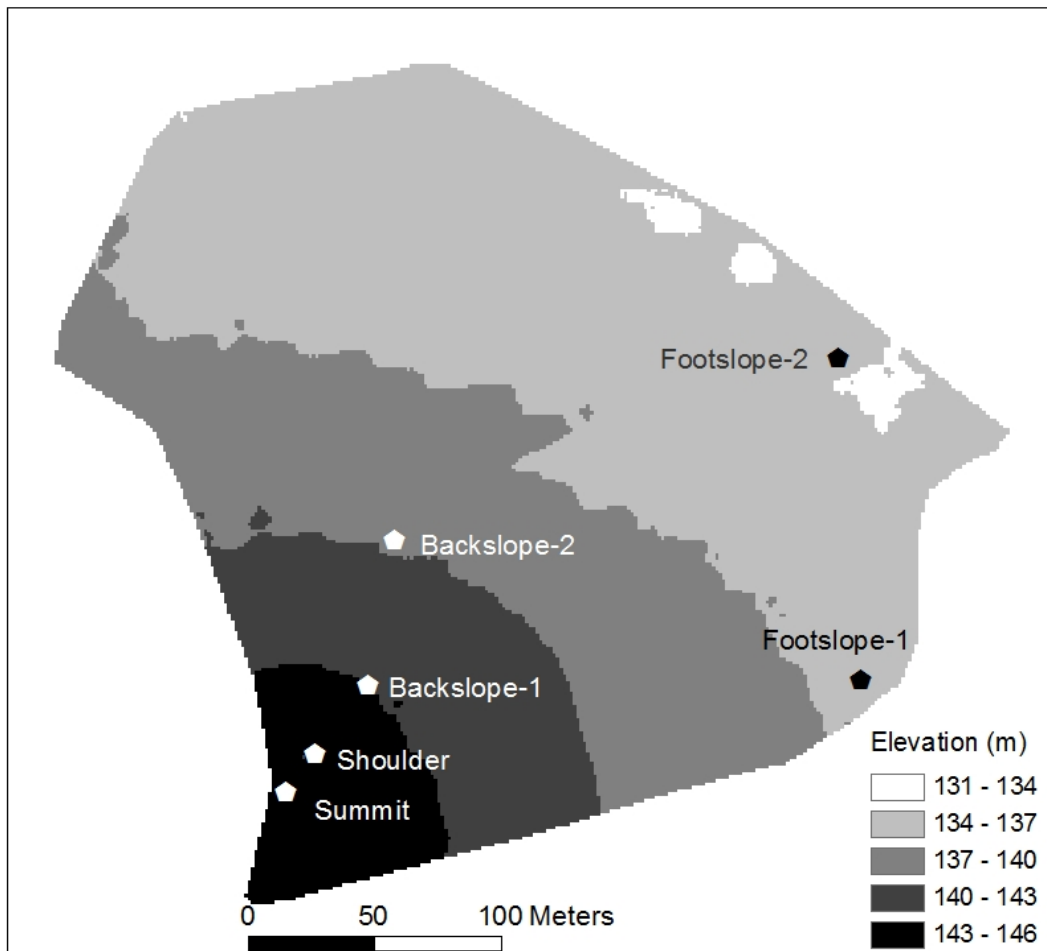 Footslope-2
Backslope-2
Footslope-1
Backslope-1
Shoulder
Summit
Elevation (m)
131 - 134
134 - 137
137 - 140
140 - 143
143 - 146
0 50 100 Meters